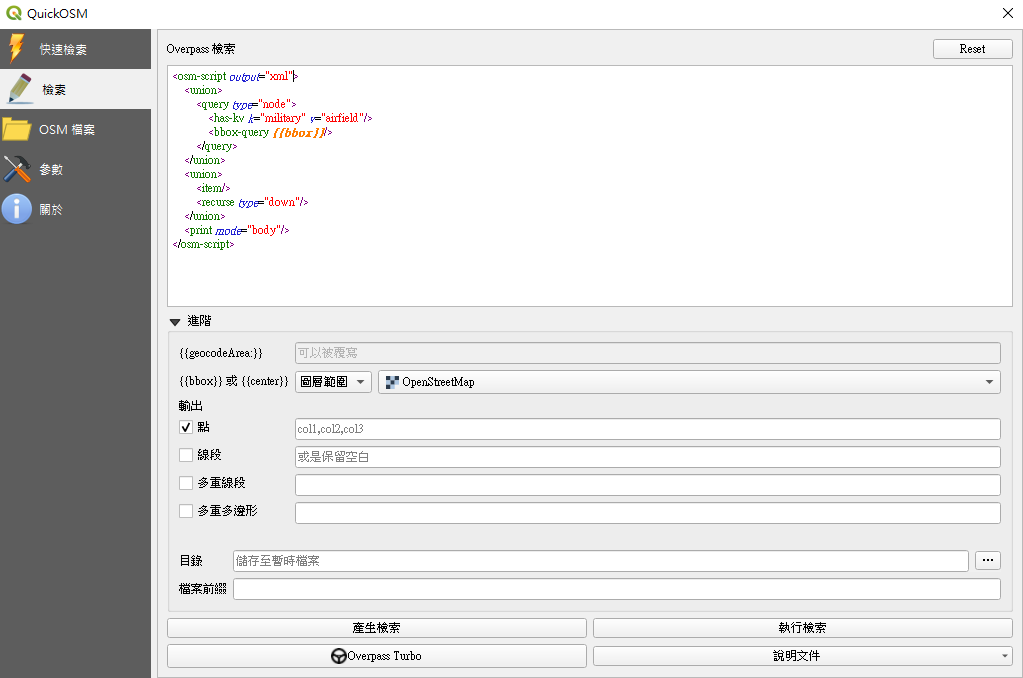 QuickOSM
快速檢索
檢索
OSM 檔案
參數
關於
Overpass 檢索
Reset
<osm-script output="xml">
<union>
<query type="node">
<has-kv k="military" v="airfield"/>
<bbox-query {{bbox}}/>
</query>
</union>
<union>
<item/>
<recurse type="down"/>
</union>
<print mode="body"/>
</osm-script>
進階
{{geocodeArea:}} 可以被覆寫
{{bbox}} 或 {{center}} 圖層範圍 OpenStreetMap
輸出
點 col1,col2,col3
線段 或是保留空白
多重線段
多重多邊形
目錄 儲存至暫時檔案 ...
檔案前綴
產生檢索 執行檢索
Overpass Turbo 說明文件